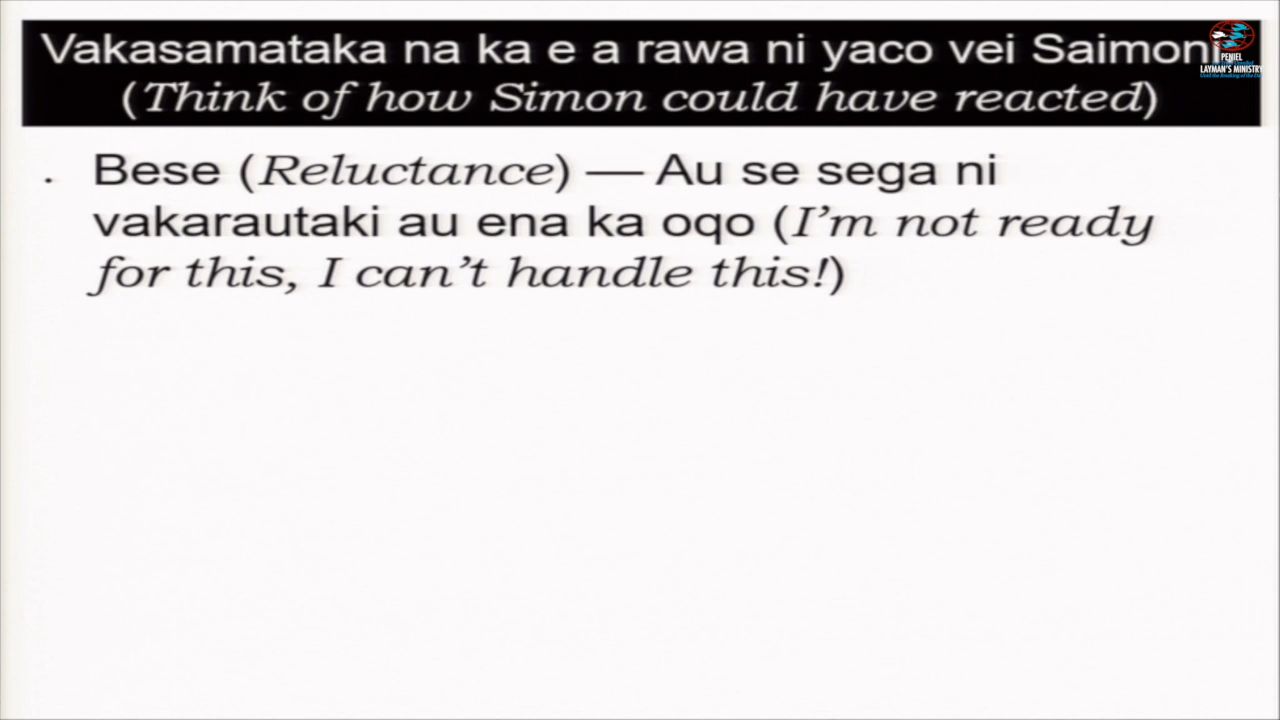 Vakasamataka na ka e a rawa ni yaco vei Saimoni
(Think of how Simon could have reacted)
PENIEL
LAYMAN'S MINISTRY
. Bese (Reluctance) — Au se sega ni
vakarautaki au ena ka oqo (I'm not ready
for this, I can't handle this!)